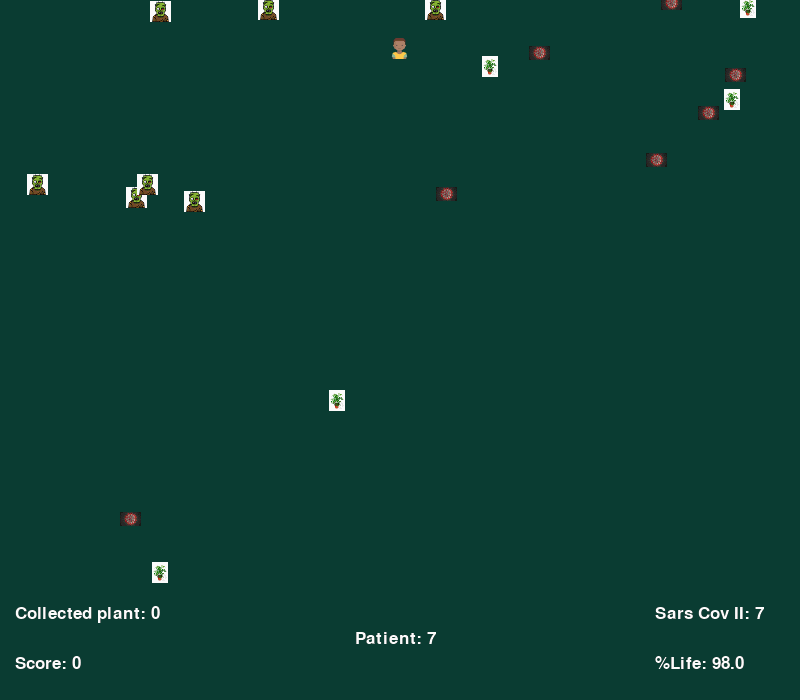 Collected plant: 0
Sars Cov II: 7
Patient: 7
Score: 0
%Life: 98.0